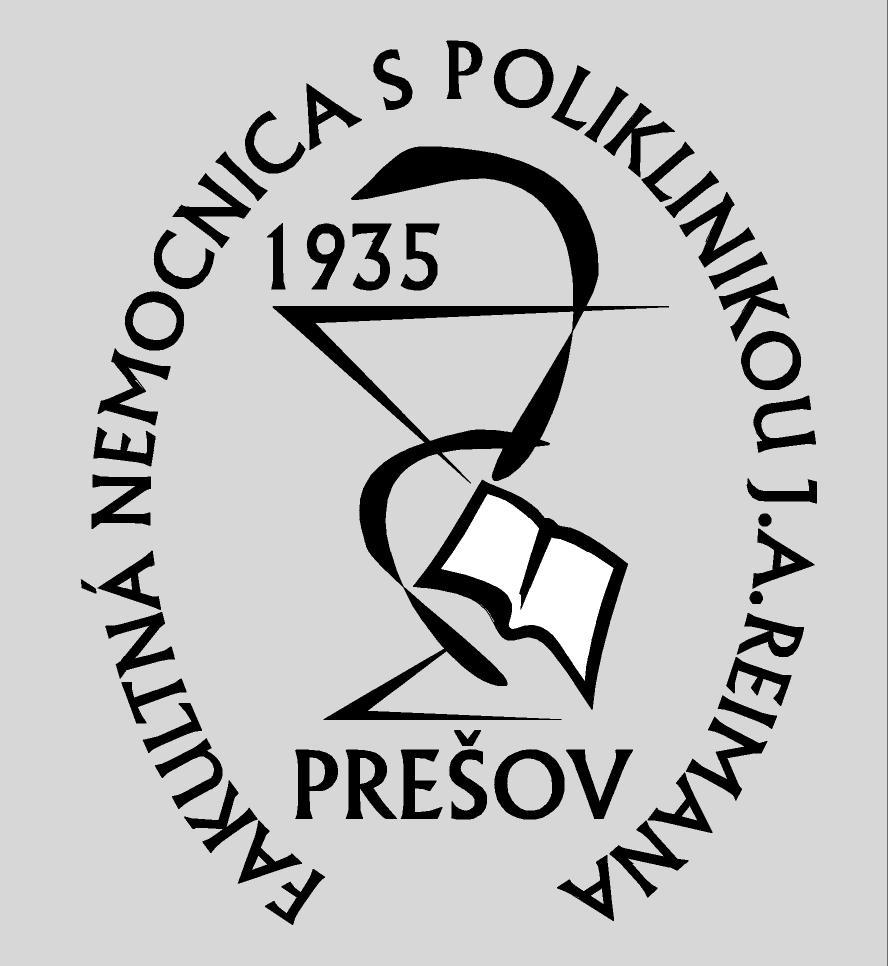 FAKULTNÁ NEMOCNICA S POLIKLINIKOU J.A.REIMANA
1935
PREŠOV